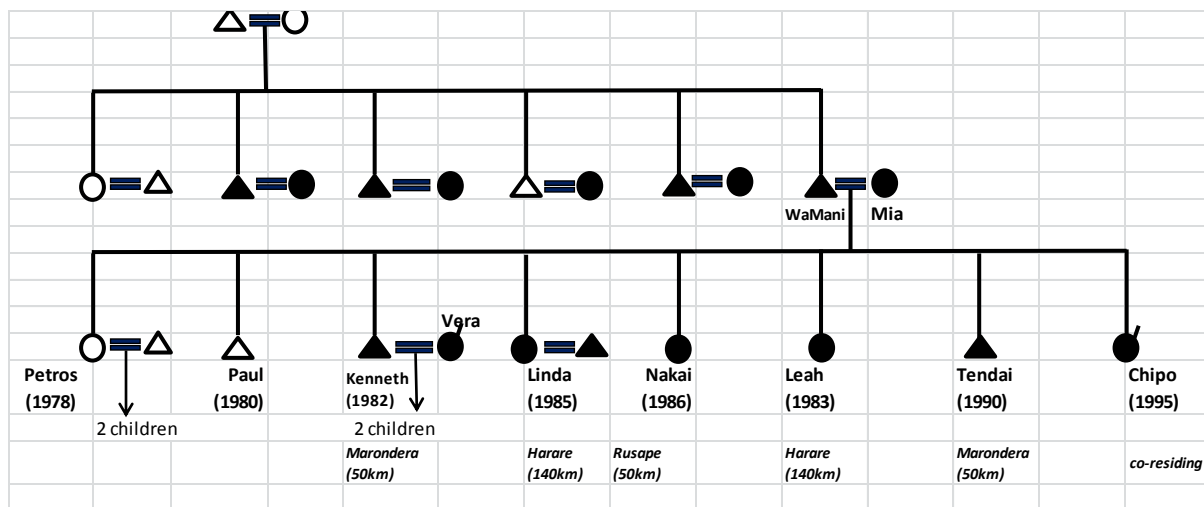 WaMani Mia
Vera
Petros Paul Kenneth Linda Nakai Leah Tendai Chipo
(1978) (1980) (1982) (1985) (1986) (1983) (1990) (1995)
2 children 2 children
Marondera Harare Rusape Harare Marondera co-residing
(50km) (140km) (50km) (140km) (50km)